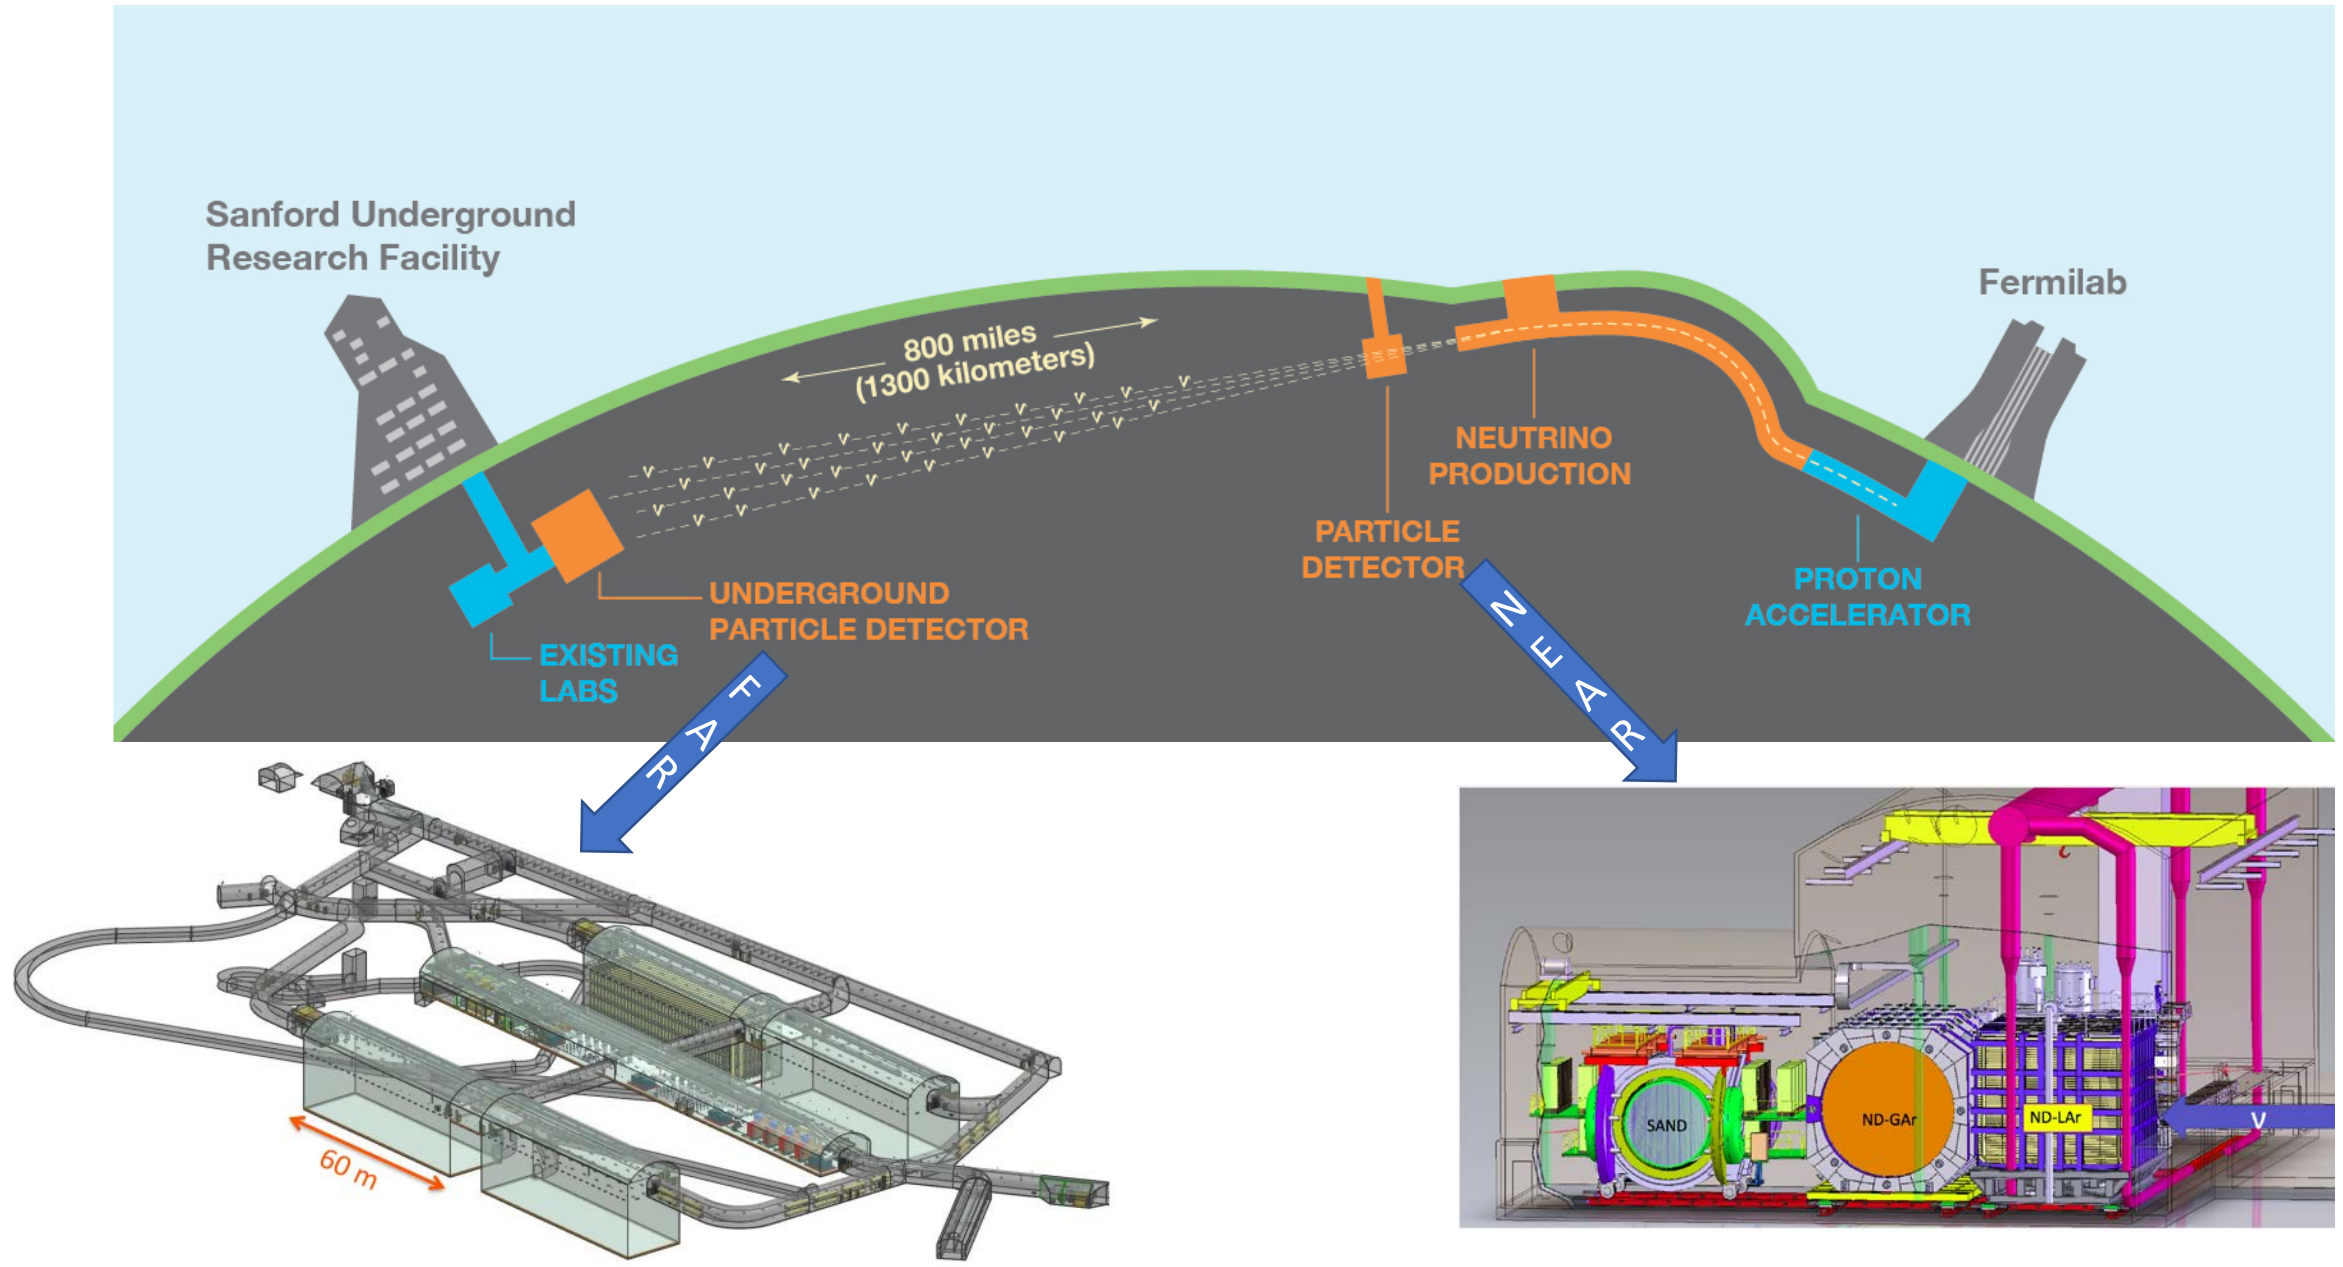 Sanford Underground
Research Facility
Fermilab
800 miles
(1300 kilometers)
NEUTRINO
PRODUCTION
PARTICLE
DETECTOR
PROTON
ACCELERATOR
UNDERGROUND
PARTICLE DETECTOR
EXISTING
LABS
FAR
NEAR
60 m
SAND
ND-GAr
ND-LAr
ν